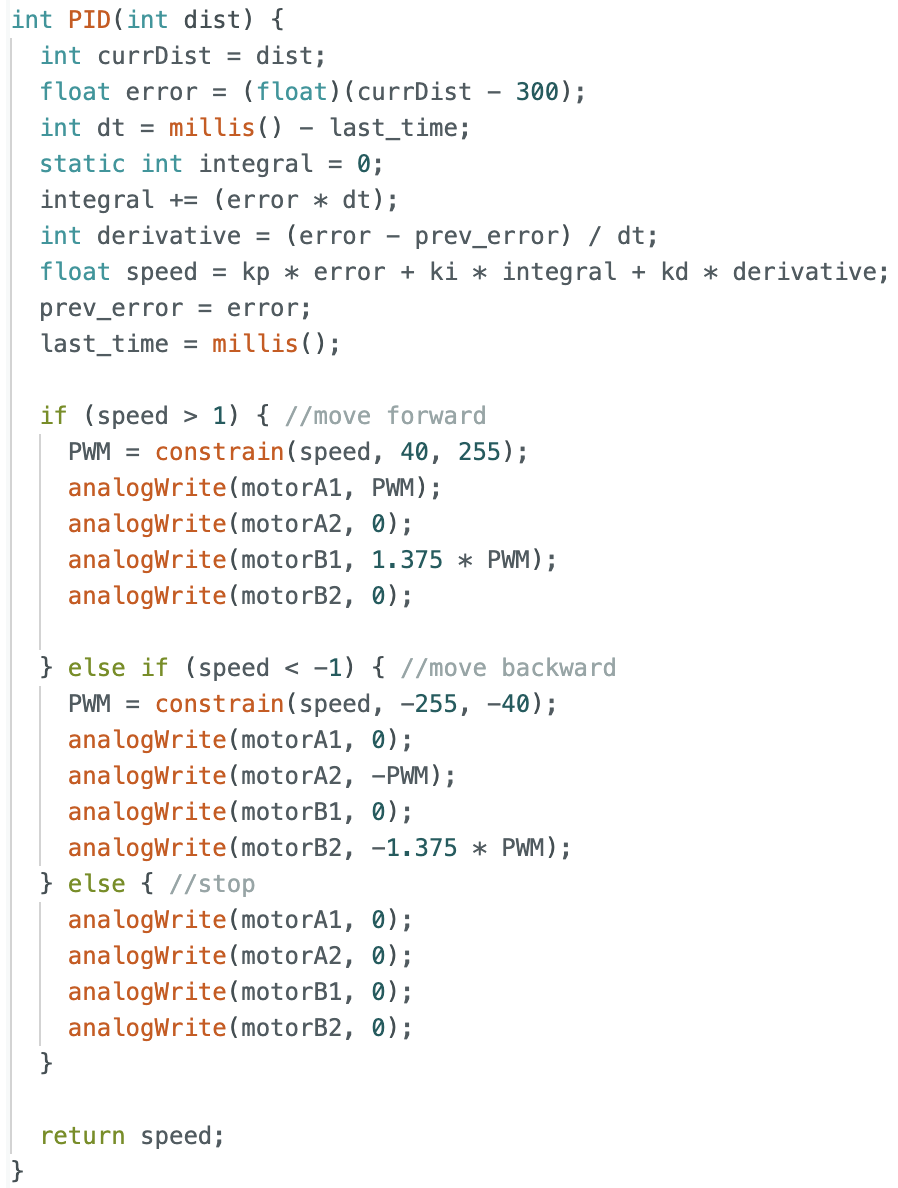 int PID(int dist) {
  int currDist = dist;
  float error = (float)(currDist - 300);
  int dt = millis() - last_time;
  static int integral = 0;
  integral += (error * dt);
  int derivative = (error - prev_error) / dt;
  float speed = kp * error + ki * integral + kd * derivative;
  prev_error = error;
  last_time = millis();

  if (speed > 1) { //move forward
    PWM = constrain(speed, 40, 255);
    analogWrite(motorA1, PWM);
    analogWrite(motorA2, 0);
    analogWrite(motorB1, 1.375 * PWM);
    analogWrite(motorB2, 0);

  } else if (speed < -1) { //move backward
    PWM = constrain(speed, -255, -40);
    analogWrite(motorA1, 0);
    analogWrite(motorA2, -PWM);
    analogWrite(motorB1, 0);
    analogWrite(motorB2, -1.375 * PWM);
  } else { //stop
    analogWrite(motorA1, 0);
    analogWrite(motorA2, 0);
    analogWrite(motorB1, 0);
    analogWrite(motorB2, 0);
  }

  return speed;
}